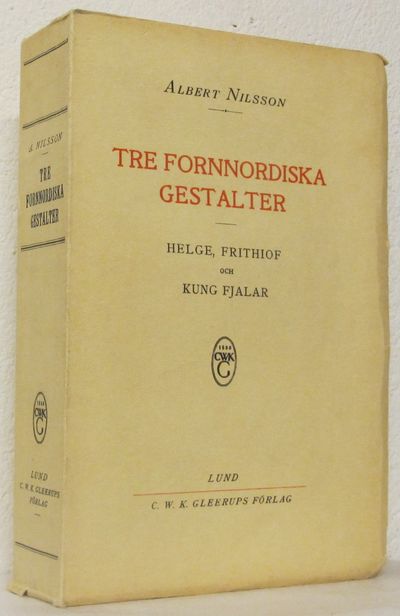 A. NILSSON
TRE
FORNNORDISKA
GESTALTER
CWK
G
LUND
C. W. K. GLEERUPS
FÖRLAG
ALBERT NILSSON
TRE FORNNORDISKA
GESTALTER
HELGE, FRITHIOF
OCH
KUNG FJALAR
CWK
G
LUND
C. W. K. GLEERUPS FÖRLAG